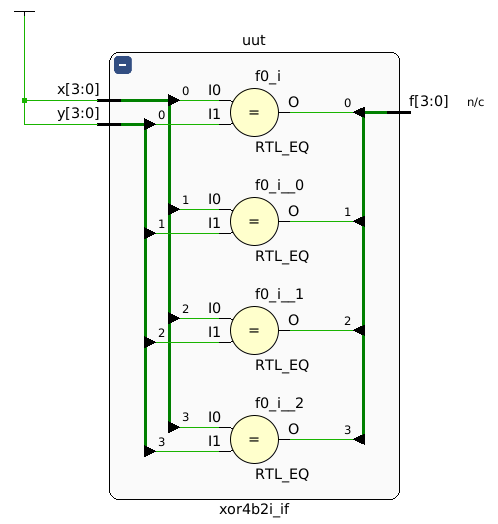 uut
x[3:0]
y[3:0]
0
0
I0
I1
f0_i
=
O
RTL_EQ
0
f[3:0]
n/c
1
1
I0
I1
f0_i__0
=
O
RTL_EQ
1
2
2
I0
I1
f0_i__1
=
O
RTL_EQ
2
3
3
I0
I1
f0_i__2
=
O
RTL_EQ
3
xor4b2i_if